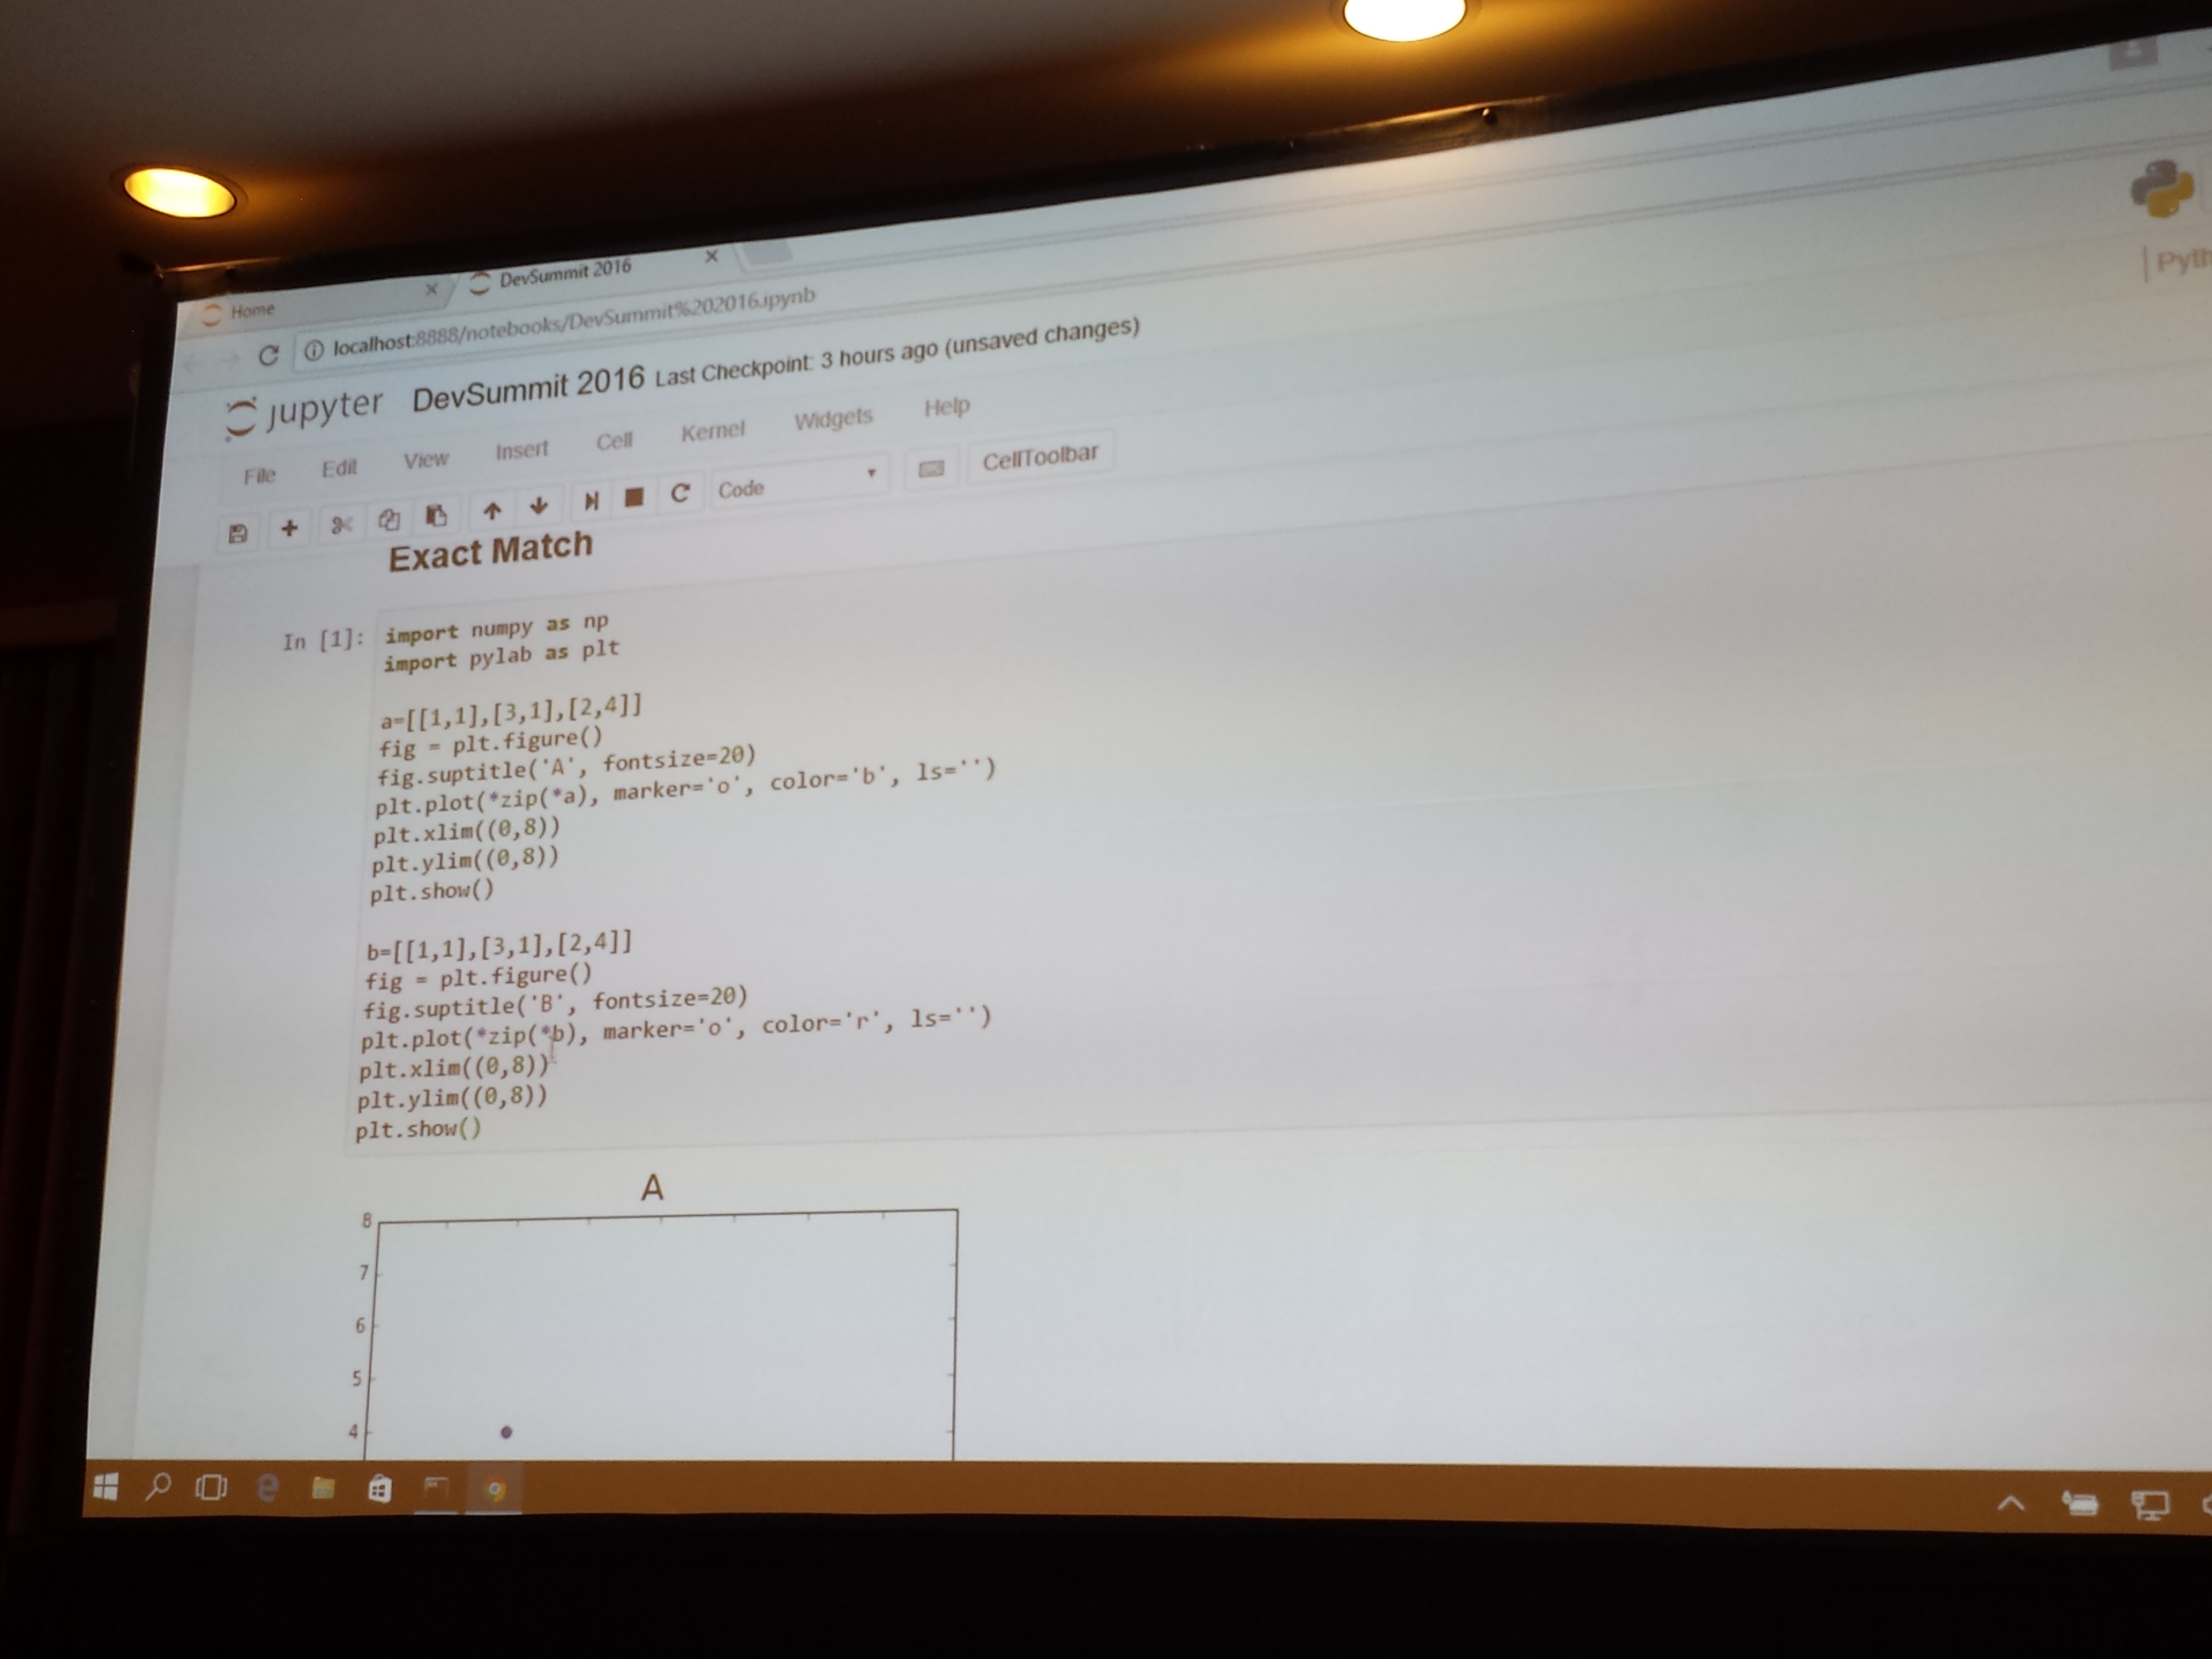 Home
DevSummit 2016
localhost:8888/notebooks/DevSummit%202016.ipynb
jupyter DevSummit 2016 Last Checkpoint: 3 hours ago (unsaved changes)
File Edit View Insert Cell Kernel Widgets Help
Code CellToolbar
Exact Match
In [1]: import numpy as np
import pylab as plt
a=[[1,1],[3,1],[2,4]]
fig = plt.figure()
fig.suptitle('A', fontsize=20)
plt.plot(*zip(*a), marker='o', color='b', ls='')
plt.xlim((0,8))
plt.ylim((0,8))
plt.show()
b=[[1,1],[3,1],[2,4]]
fig = plt.figure()
fig.suptitle('B', fontsize=20)
plt.plot(*zip(*b), marker='o', color='r', ls='')
plt.xlim((0,8))
plt.ylim((0,8))
plt.show()
A
8
7
6
5
4